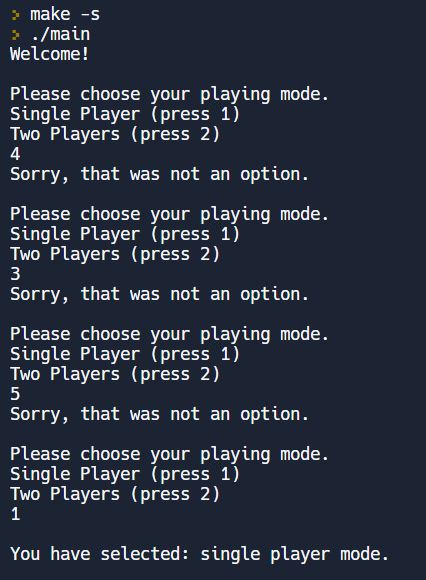 > make -s
> ./main
Welcome!
Please choose your playing mode.
Single Player (press 1)
Two Players (press 2)
4
Sorry, that was not an option.
Please choose your playing mode.
Single Player (press 1)
Two Players (press 2)
3
Sorry, that was not an option.
Please choose your playing mode.
Single Player (press 1)
Two Players (press 2)
5
Sorry, that was not an option.
Please choose your playing mode.
Single Player (press 1)
Two Players (press 2)
1
You have selected: single player mode.